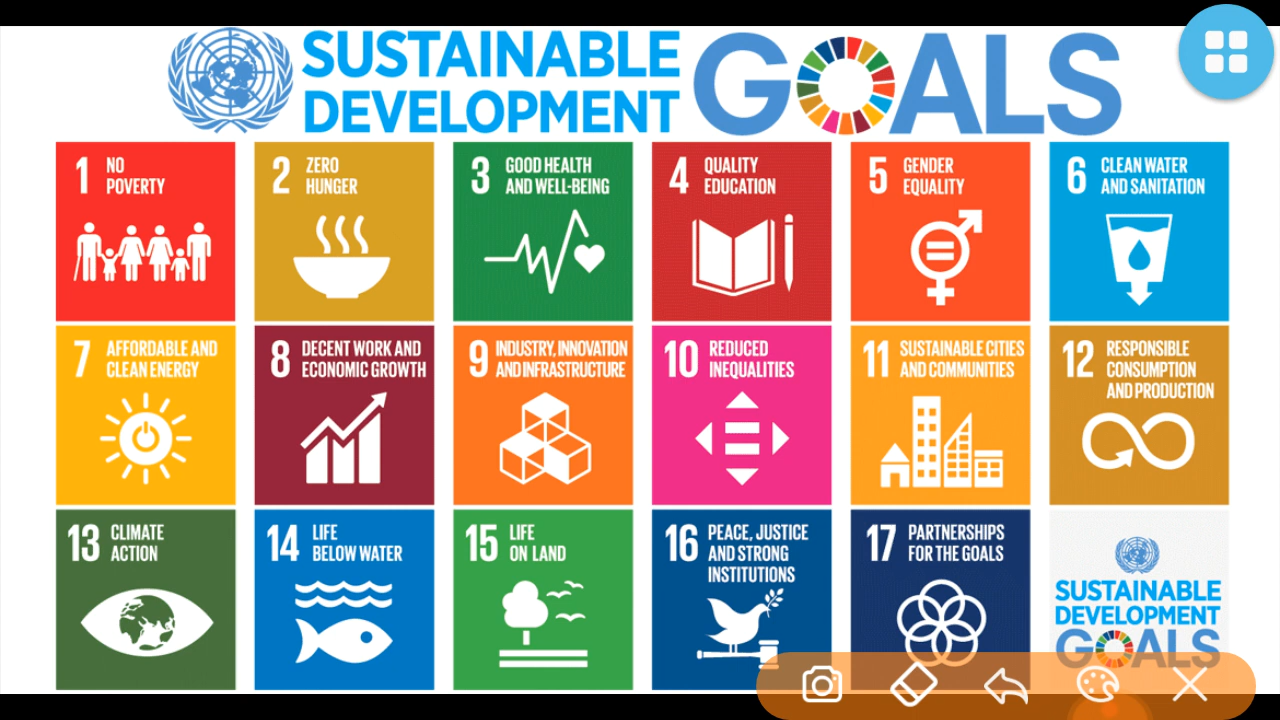 SUSTAINABLE
DEVELOPMENT
GOALS
1 NO
POVERTY
2 ZERO
HUNGER
3 GOOD HEALTH
AND WELL-BEING
4 QUALITY
EDUCATION
5 GENDER
EQUALITY
6 CLEAN WATER
AND SANITATION
7 AFFORDABLE AND
CLEAN ENERGY
8 DECENT WORK AND
ECONOMIC GROWTH
9 INDUSTRY, INNOVATION
AND INFRASTRUCTURE
10 REDUCED
INEQUALITIES
11 SUSTAINABLE CITIES
AND COMMUNITIES
12 RESPONSIBLE
CONSUMPTION
AND PRODUCTION
13 CLIMATE
ACTION
14 LIFE
BELOW WATER
15 LIFE
ON LAND
16 PEACE, JUSTICE
AND STRONG
INSTITUTIONS
17 PARTNERSHIPS
FOR THE GOALS
SUSTAINABLE
DEVELOPMENT
GOALS